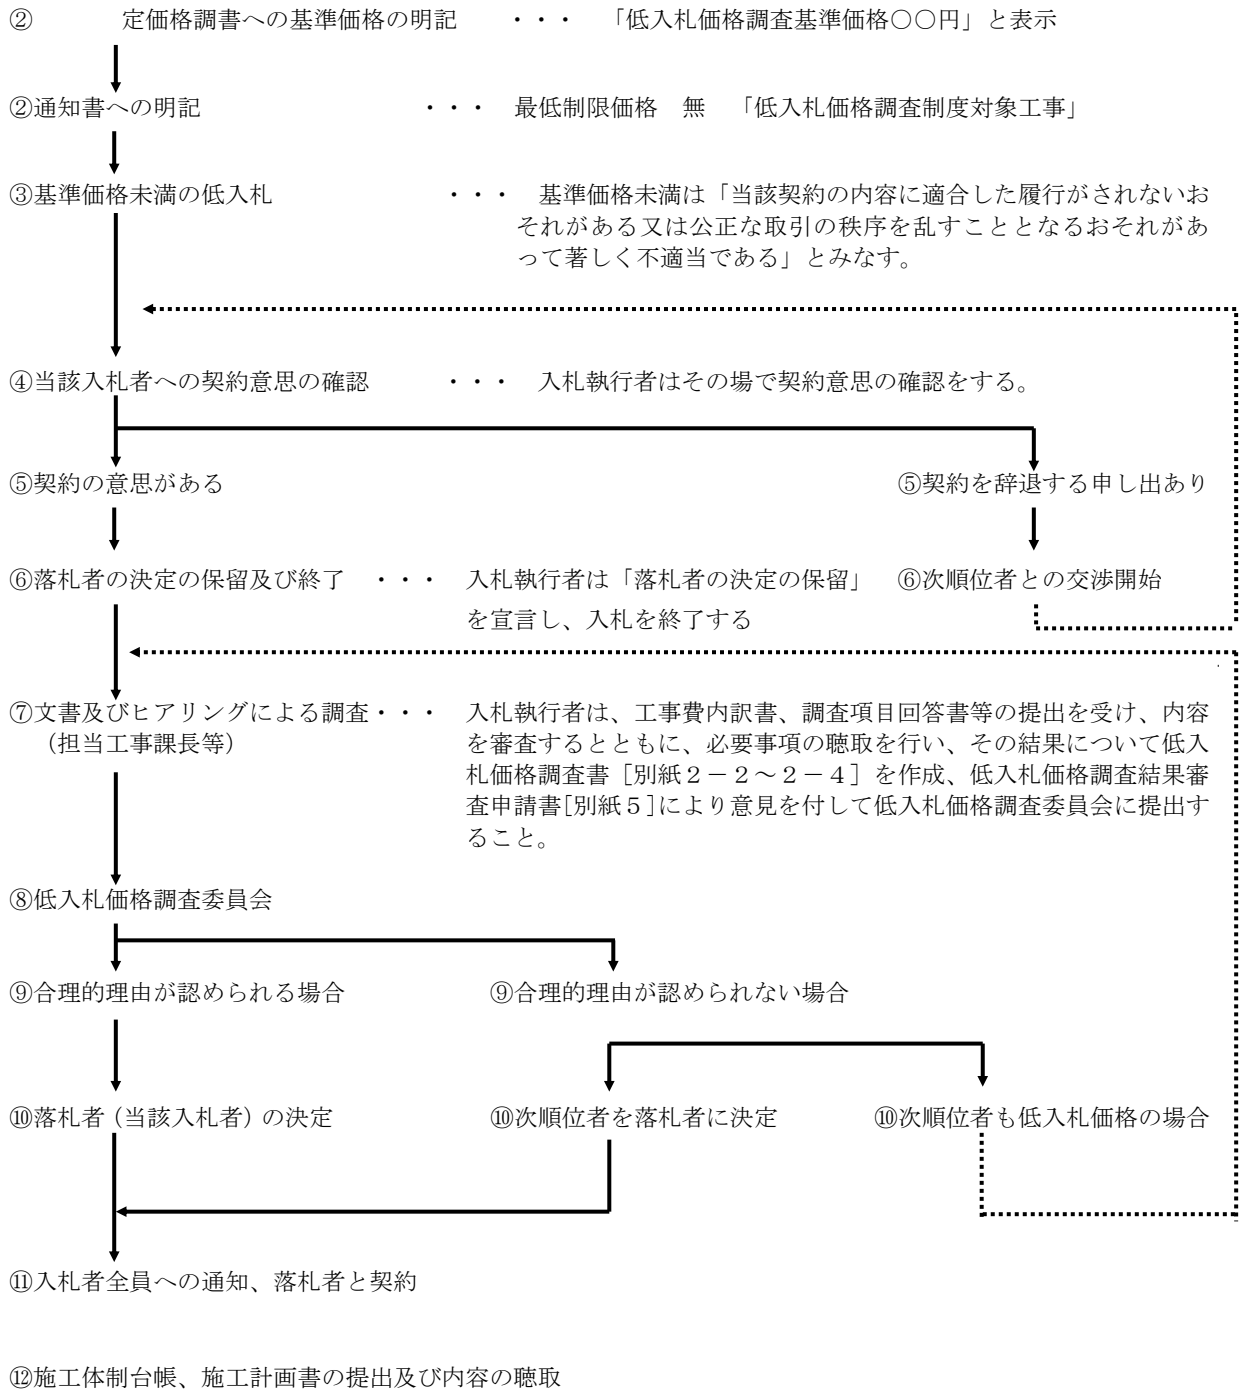 ②　　　定価格調書への基準価格の明記　・・・　「低入札価格調査基準価格○○円」と表示
②通知書への明記　・・・　最低制限価格　無　「低入札価格調査制度対象工事」
③基準価格未満の低入札　・・・　基準価格未満は「当該契約の内容に適合した履行がされないお
それがある又は公正な取引の秩序を乱すこととなるおそれがあ
って著しく不適当である」とみなす。
④当該入札者への契約意思の確認　・・・　入札執行者はその場で契約意思の確認をする。
⑤契約の意思がある　⑤契約を辞退する申し出あり
⑥落札者の決定の保留及び終了　・・・　入札執行者は「落札者の決定の保留」　⑥次順位者との交渉開始
を宣言し、入札を終了する
⑦文書及びヒアリングによる調査・・・　入札執行者は、工事費内訳書、調査項目回答書等の提出を受け、内容
（担当工事課長等）　を審査するとともに、必要事項の聴取を行い、その結果について低入
札価格調査書［別紙２－２～２－４］を作成、低入札価格調査結果審
査申請書[別紙５]により意見を付して低入札価格調査委員会に提出す
ること。
⑧低入札価格調査委員会
⑨合理的理由が認められる場合　⑨合理的理由が認められない場合
⑩落札者（当該入札者）の決定　⑩次順位者を落札者に決定　⑩次順位者も低入札価格の場合
⑪入札者全員への通知、落札者と契約
⑫施工体制台帳、施工計画書の提出及び内容の聴取